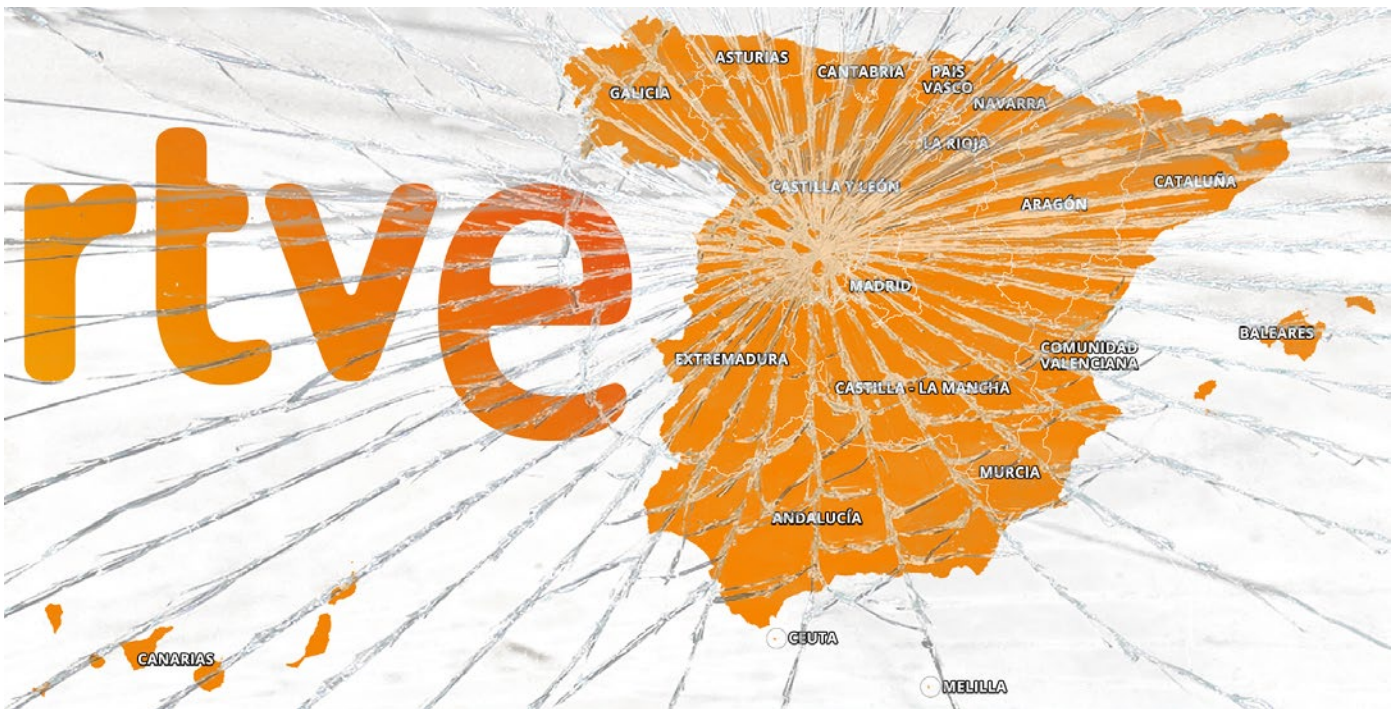 rtve
ASTURIAS
CANTABRIA
PAIS
VASCO
GALICIA
NAVARRA
LA RIOJA
CASTILLA Y LEÓN
CATALUÑA
ARAGÓN
MADRID
BALEARES
COMUNIDAD
VALENCIANA
EXTREMADURA
CASTILLA - LA MANCHA
MURCIA
ANDALUCÍA
CEUTA
CANARIAS
MELILLA